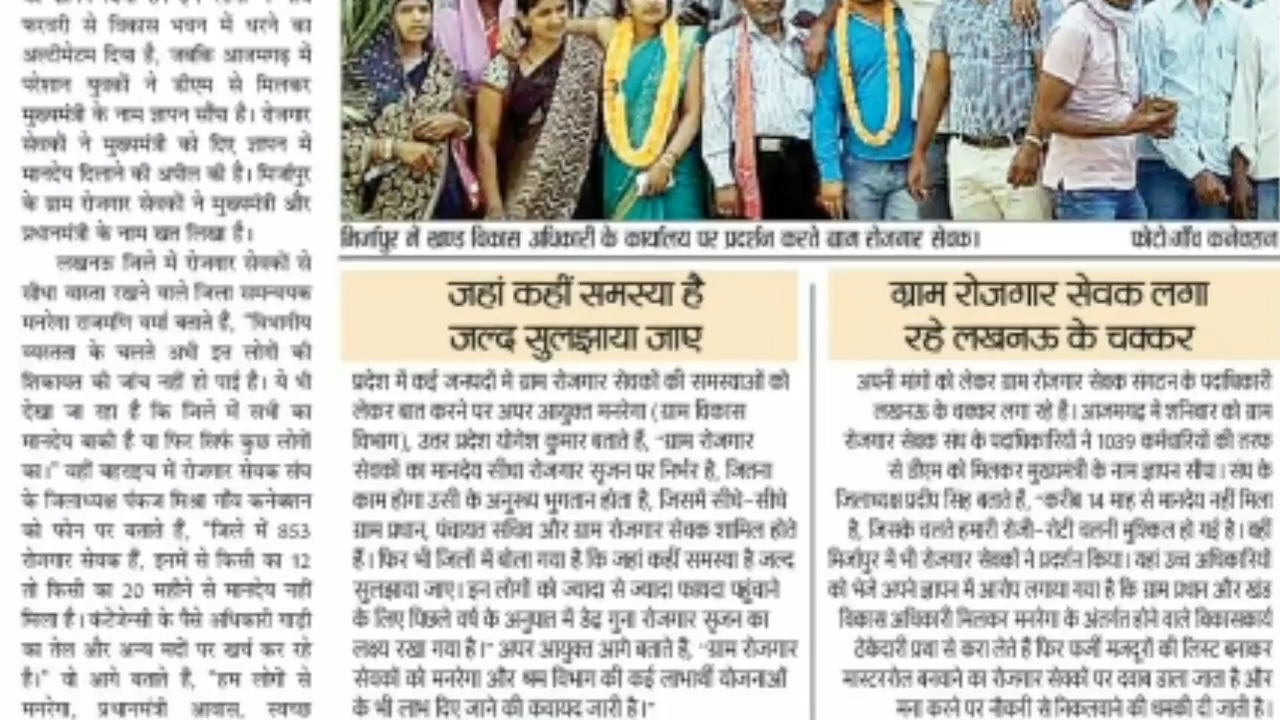 फरवरी से विकास भवन में धरने का
अल्टीमेटम दिया है, जबकि आजमगढ़ में
परेशान युवकों ने डीएम से मिलकर
मुख्यमंत्री के नाम ज्ञापन सौंपा है। रोजगार
सेवकों ने मुख्यमंत्री को दिए ज्ञापन में
मानदेय दिलाने की अपील की है। मिर्जापुर
के ग्राम रोजगार सेवकों ने मुख्यमंत्री और
प्रधानमंत्री के नाम खत लिखा है।
लखनऊ जिले में रोजगार सेवकों से
सीधा वास्ता रखने वाले जिला समन्वयक
मनरेगा राजमणि वर्मा बताते हैं, "विभागीय
व्यस्तता के चलते अभी इन लोगों की
शिकायत की जांच नहीं हो पाई है। ये भी
देखा जा रहा है कि जिले में सभी का
मानदेय बाकी है या फिर सिर्फ कुछ लोगों
का।" वहीं बहराइच में रोजगार सेवक संघ
के जिलाध्यक्ष पंकज मिश्रा गाँव कनेक्शन
को फोन पर बताते हैं, "जिले में 853
रोजगार सेवक हैं, इनमें से किसी का 12
तो किसी का 20 महीने से मानदेय नहीं
मिला है। कंटेजेन्सी के पैसे अधिकारी गाड़ी
का तेल और अन्य मदों पर खर्च कर रहे
है।" वो आगे बताते है, "हम लोगो से
मनरेगा, प्रधानमंत्री आवास, स्वच्छ
मिर्जापुर में खण्ड विकास अधिकारी के कार्यालय पर प्रदर्शन करते ग्राम रोजगार सेवक।
फोटो:गाँव कनेक्शन
जहां कहीं समस्या है
जल्द सुलझाया जाए
प्रदेश में कई जनपदों में ग्राम रोजगार सेवकों की समस्याओं को
लेकर बात करने पर अपर आयुक्त मनरेगा (ग्राम विकास
विभाग), उत्तर प्रदेश योगेश कुमार बताते हैं, "ग्राम रोजगार
सेवकों का मानदेय सीधा रोजगार सृजन पर निर्भर है, जितना
काम होगा उसी के अनुरूप भुगतान होता है, जिसमें सीधे-सीधे
ग्राम प्रधान, पंचायत सचिव और ग्राम रोजगार सेवक शामिल होते
हैं। फिर भी जिलों में बोला गया है कि जहां कहीं समस्या है जल्द
सुलझाया जाए। इन लोगों को ज्यादा से ज्यादा फायदा पहुंचाने
के लिए पिछले वर्ष के अनुपात में डेढ़ गुना रोजगार सृजन का
लक्ष्य रखा गया है।" अपर आयुक्त आगे बताते हैं, "ग्राम रोजगार
सेवकों को मनरेगा और श्रम विभाग की कई लाभार्थी योजनाओं
के भी लाभ दिए जाने की कवायद जारी है।"
ग्राम रोजगार सेवक लगा
रहे लखनऊ के चक्कर
अपनी मांगों को लेकर ग्राम रोजगार सेवक संगठन के पदाधिकारी
लखनऊ के चक्कर लगा रहे है। आजमगढ़ में शनिवार को ग्राम
रोजगार सेवक संघ के पदाधिकारियों ने 1039 कर्मचारियों की तरफ
से डीएम को मिलकर मुख्यमंत्री के नाम ज्ञापन सौंपा। संघ के
जिलाध्यक्ष प्रदीप सिंह बताते हैं, "करीब 14 माह से मानदेय नहीं मिला
है, जिसके चलते हमारी रोजी-रोटी चलनी मुश्किल हो गई है। वहीं
मिर्जापुर में भी रोजगार सेवकों ने प्रदर्शन किया। वहां उच्च अधिकारियों
को भेजे अपने ज्ञापन में आरोप लगाया गया है कि ग्राम प्रधान और खंड
विकास अधिकारी मिलकर मनरेगा के अंतर्गत होने वाले विकासकार्य
ठेकेदारी प्रथा से करा लेते हैं फिर फर्जी मजदूरों की लिस्ट बनाकर
मास्टररोल बनवाने का रोजगार सेवकों पर दवाब डाला जाता है और
मना करने पर नौकरी से निकलवाने की धमकी दी जाती है।